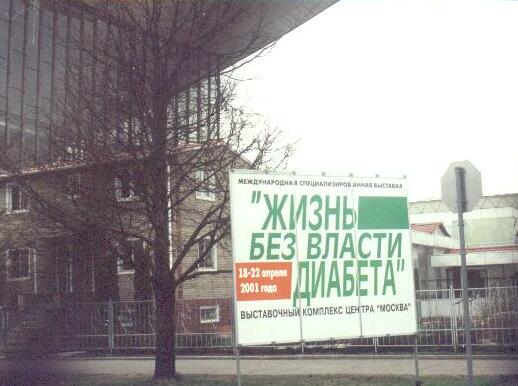 МЕЖДУНАРОДНАЯ СПЕЦИАЛИЗИРОВАННАЯ ВЫСТАВКА
"ЖИЗНЬ
БЕЗ ВЛАСТИ
ДИАБЕТА"
18-22 апреля
2001 года
ВЫСТАВОЧНЫЙ КОМПЛЕКС ЦЕНТРА "МОСКВА"